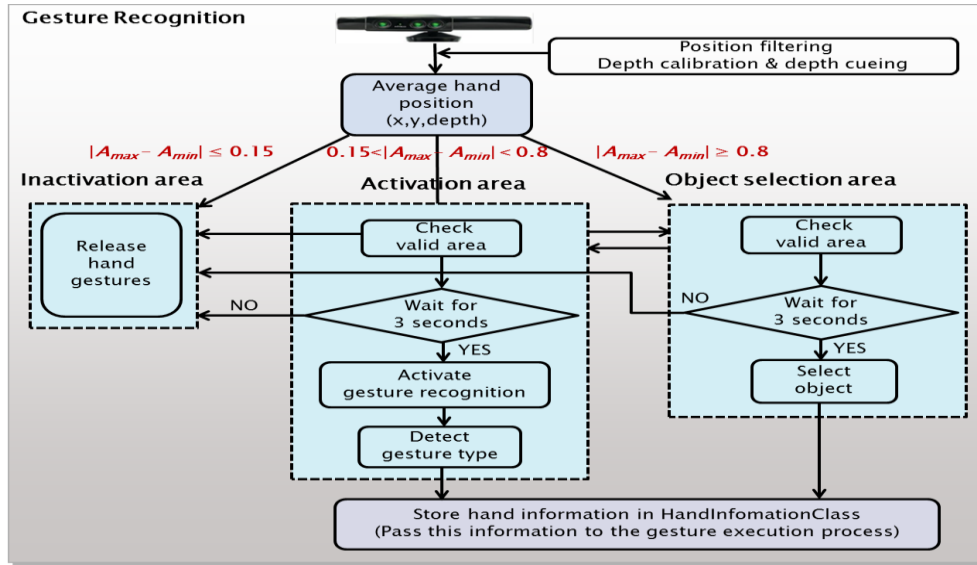 Gesture Recognition
Position filtering
Depth calibration & depth cueing
Average hand
position
(x,y,depth)
|Amax – Amin| ≤ 0.15
0.15<|Amax – Amin| < 0.8
|Amax – Amin| ≥ 0.8
Inactivation area
Activation area
Object selection area
Release
hand
gestures
Check
valid area
NO
Wait for
3 seconds
YES
Activate
gesture recognition
Detect
gesture type
Check
valid area
NO
Wait for
3 seconds
YES
Select
object
Store hand information in HandInfomationClass
(Pass this information to the gesture execution process)